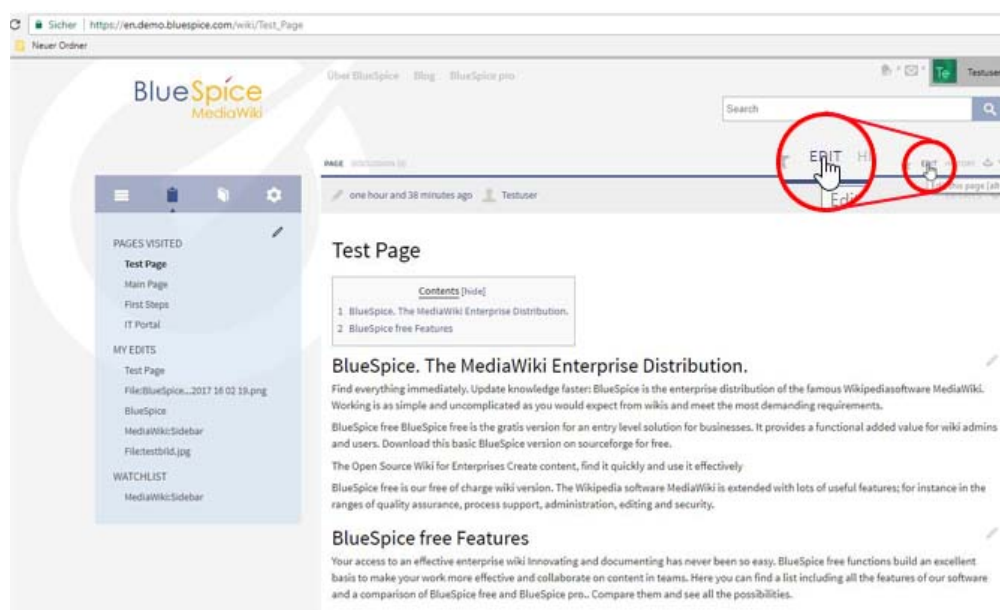 Sicher https://en.demo.bluespice.com/wiki/Test_Page
Neuer Ordner
BlueSpice
MediaWiki
Über BlueSpice Blog BlueSpice pro
Te Testuser
Search
PAGE DISCUSSION
EDIT
EDIT HISTORY
this page [alt
one hour and 38 minutes ago Testuser
PAGES VISITED
Test Page
Main Page
First Steps
IT Portal
MY EDITS
Test Page
File:BlueSpice...2017 16 02 19.png
BlueSpice
MediaWiki:Sidebar
File:testbild.jpg
WATCHLIST
MediaWiki:Sidebar
Test Page
Contents [hide]
1 BlueSpice. The MediaWiki Enterprise Distribution.
2 BlueSpice free Features
BlueSpice. The MediaWiki Enterprise Distribution.
Find everything immediately. Update knowledge faster: BlueSpice is the enterprise distribution of the famous Wikipediasoftware MediaWiki.
Working is as simple and uncomplicated as you would expect from wikis and meet the most demanding requirements.
BlueSpice free BlueSpice free is the gratis version for an entry level solution for businesses. It provides a functional added value for wiki admins
and users. Download this basic BlueSpice version on sourceforge for free.
The Open Source Wiki for Enterprises Create content, find it quickly and use it effectively
BlueSpice free is our free of charge wiki version. The Wikipedia software MediaWiki is extended with lots of useful features; for instance in the
ranges of quality assurance, process support, administration, editing and security.
BlueSpice free Features
Your access to an effective enterprise wiki Innovating and documenting has never been so easy. BlueSpice free functions build an excellent
basis to make your work more effective and collaborate on content in teams. Here you can find a list including all the features of our software
and a comparison of BlueSpice free and BlueSpice pro.. Compare them and see all the possibilities.